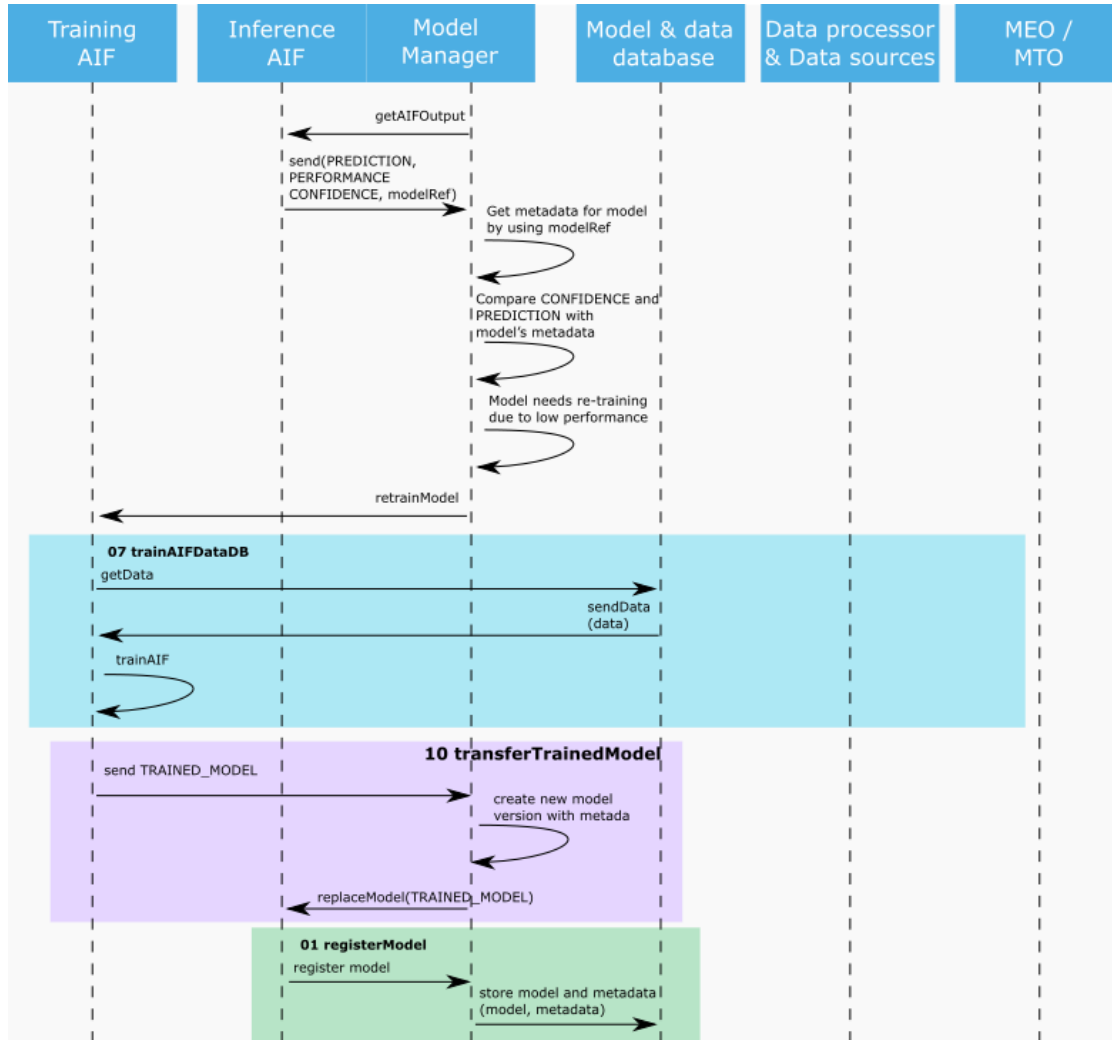 Training
AIF
Inference
AIF
Model
Manager
Model & data
database
Data processor
& Data sources
MEO /
MTO
getAIFOutput
send(PREDICTION,
PERFORMANCE
CONFIDENCE, modelRef)
Get metadata for model
by using modelRef
Compare CONFIDENCE and
PREDICTION with
model's metadata
Model needs re-training
due to low performance
retrainModel
07 trainAIFDataDB
getData
sendData
(data)
trainAIF
10 transferTrainedModel
send TRAINED_MODEL
create new model
version with metada
replaceModel(TRAINED_MODEL)
01 registerModel
register model
store model and metadata
(model, metadata)